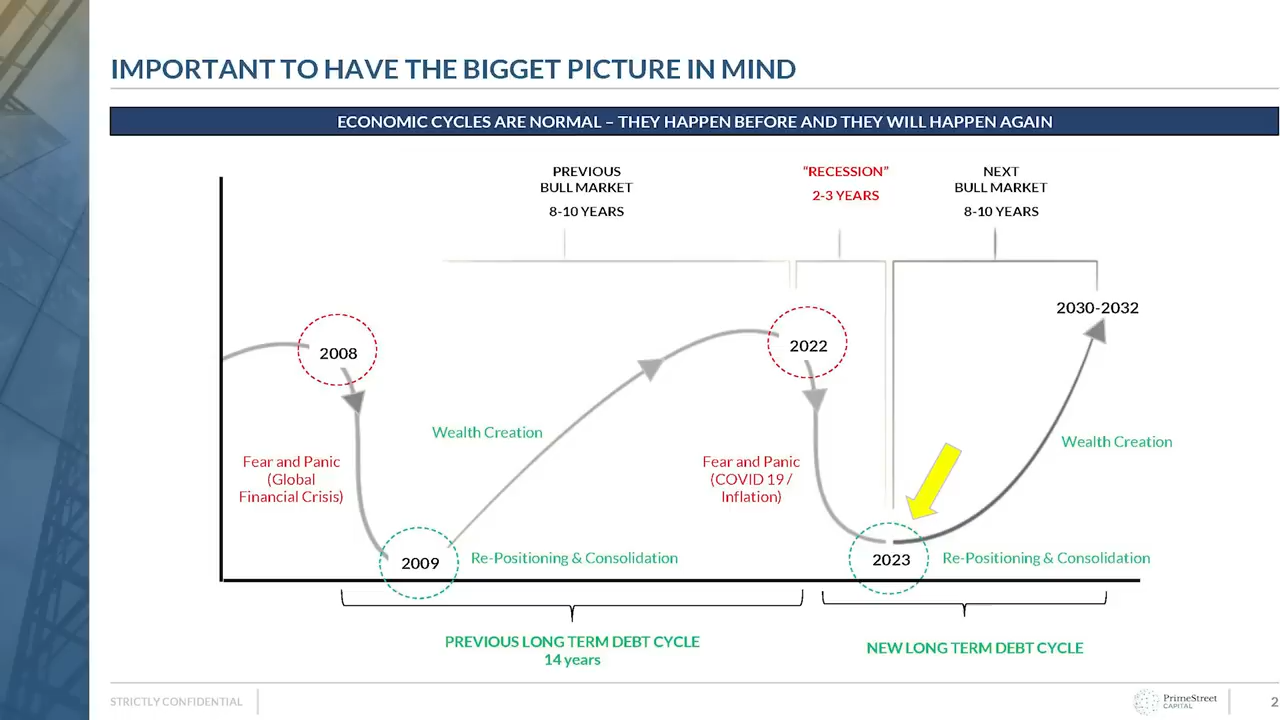 IMPORTANT TO HAVE THE BIGGET PICTURE IN MIND
ECONOMIC CYCLES ARE NORMAL – THEY HAPPEN BEFORE AND THEY WILL HAPPEN AGAIN
PREVIOUS
BULL MARKET
8-10 YEARS
“RECESSION”
2-3 YEARS
NEXT
BULL MARKET
8-10 YEARS
2030-2032
2008
2022
Wealth Creation
Wealth Creation
Fear and Panic
(Global
Financial Crisis)
Fear and Panic
(COVID 19 /
Inflation)
2009
Re-Positioning & Consolidation
2023
Re-Positioning & Consolidation
PREVIOUS LONG TERM DEBT CYCLE
14 years
NEW LONG TERM DEBT CYCLE
STRICTLY CONFIDENTIAL
PrimeStreet
CAPITAL
2